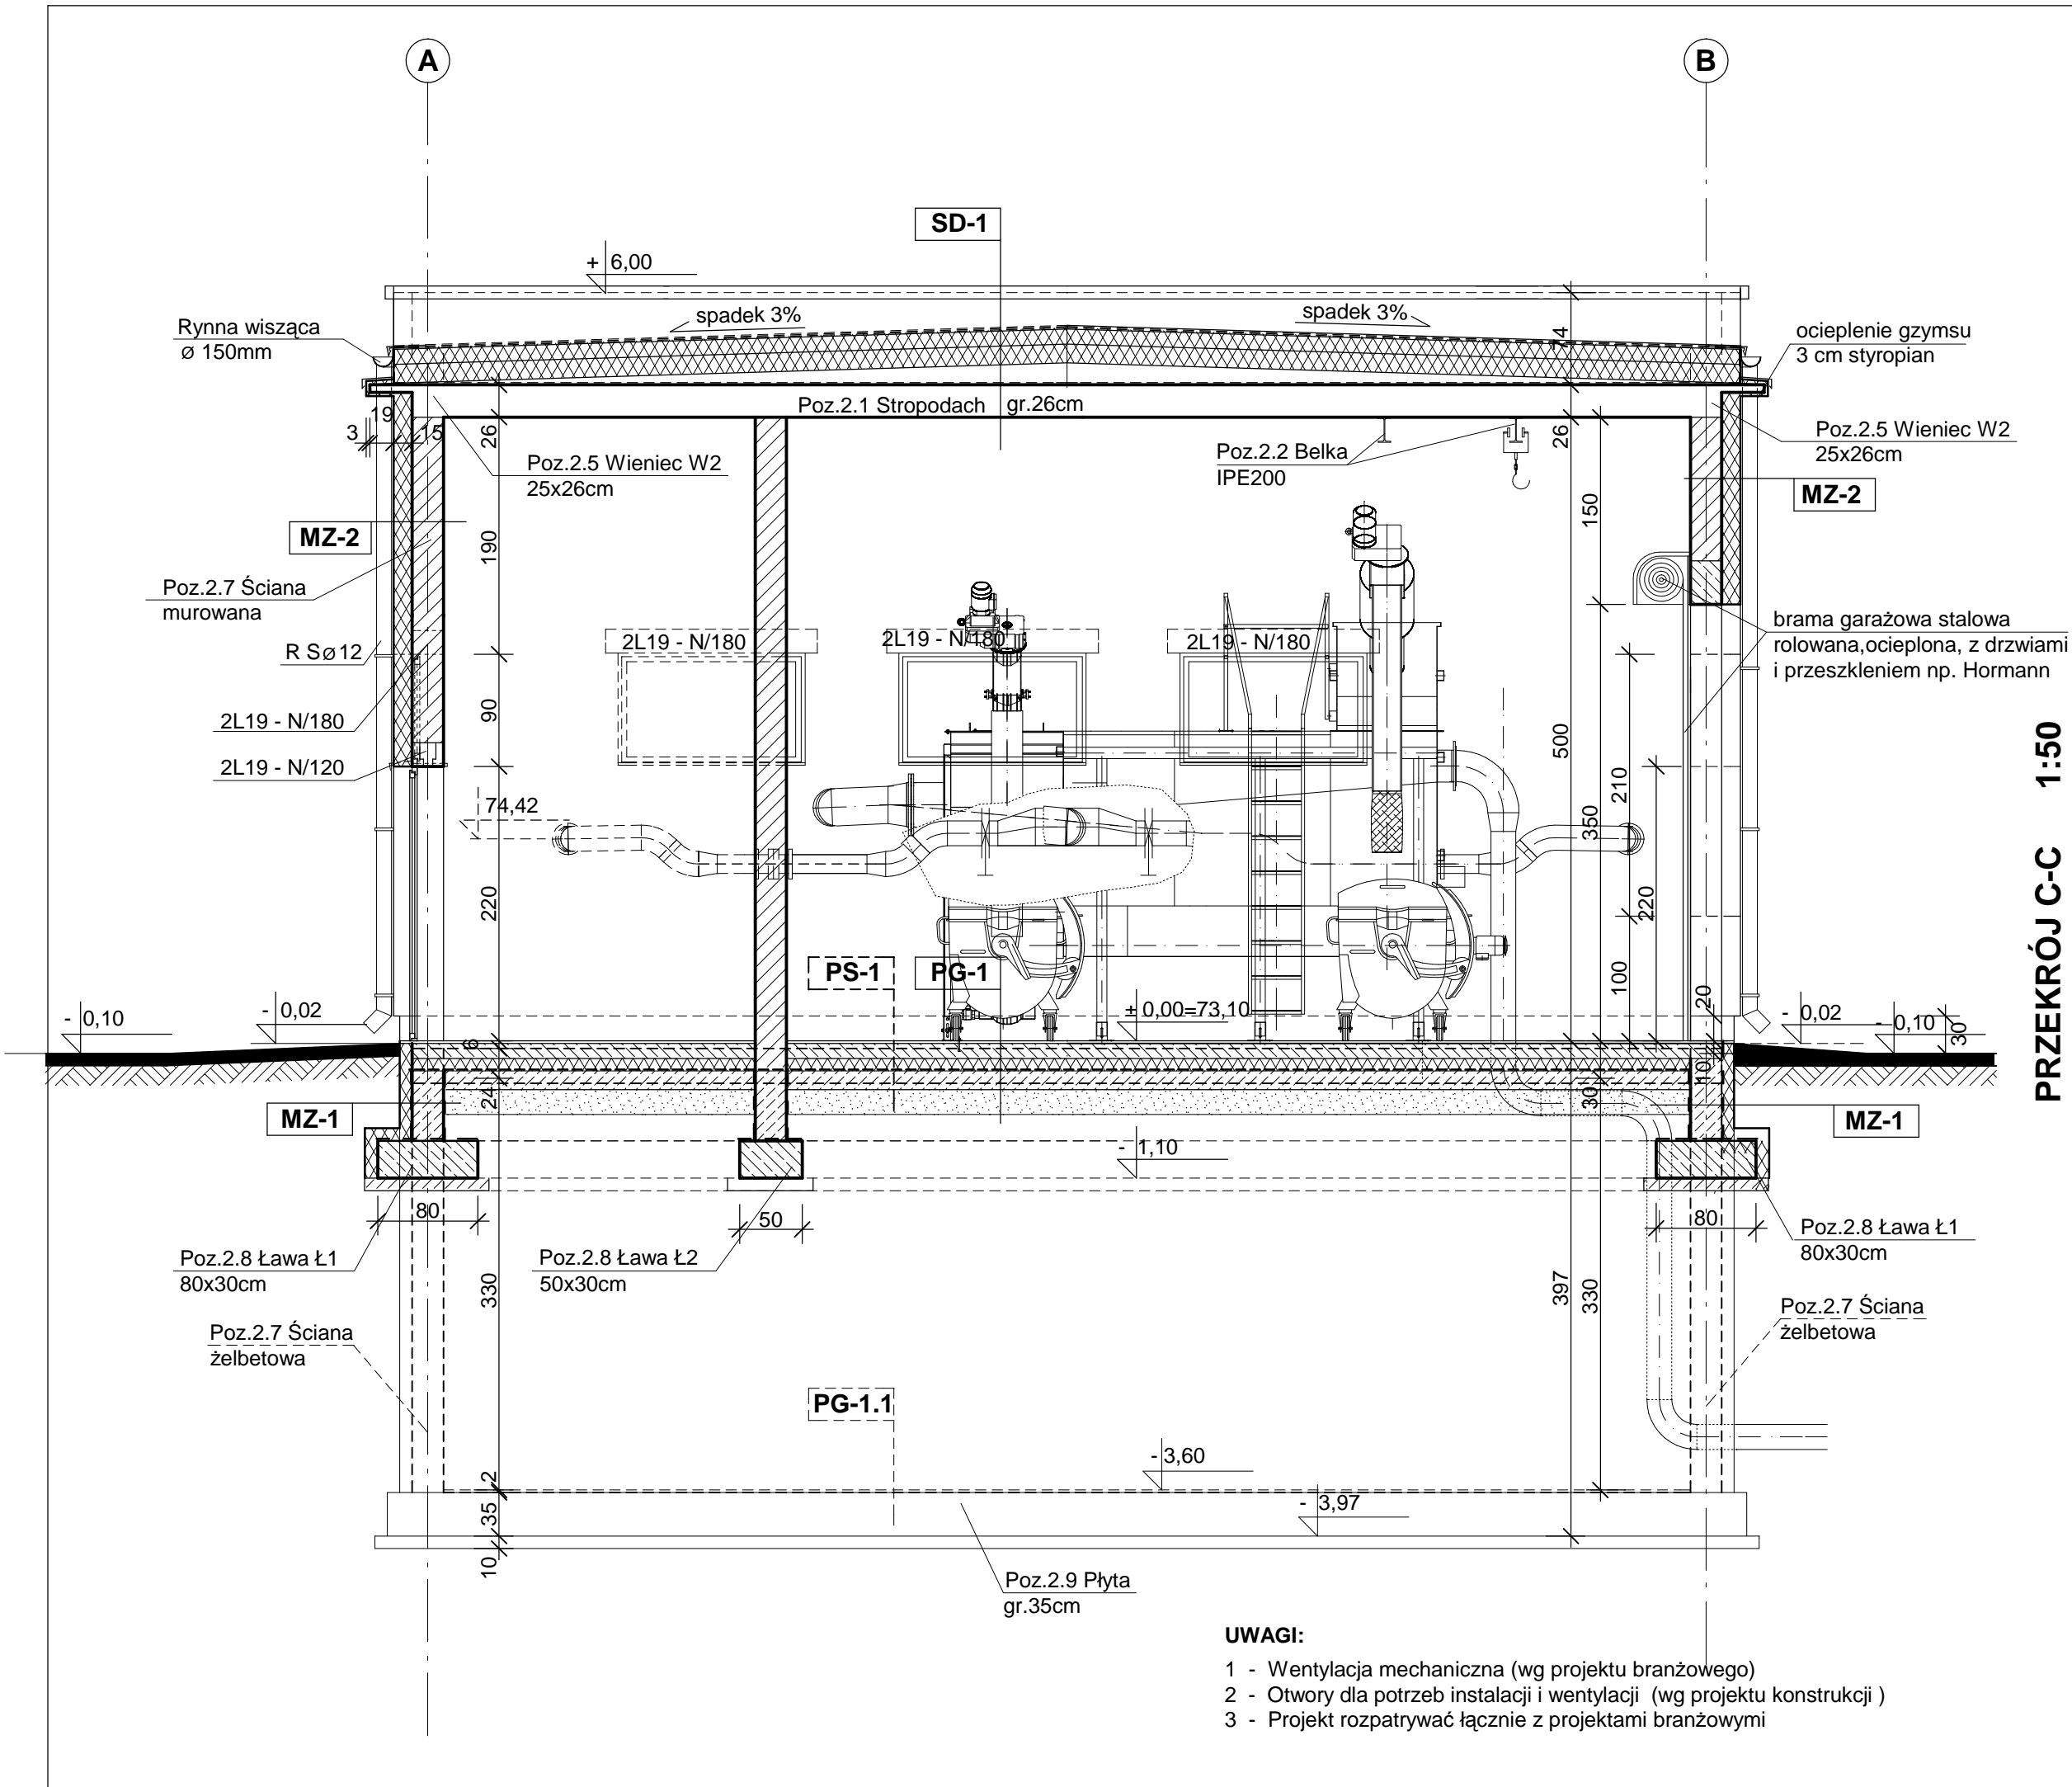 A
B
SD-1
+ 6,00
spadek 3%
spadek 3%
Rynna wisząca
ø 150mm
74
ocieplenie gzymsu
3 cm styropian
Poz.2.1 Stropodach gr.26cm
3
19
15
26
26
Poz.2.5 Wieniec W2
25x26cm
Poz.2.2 Belka
IPE200
Poz.2.5 Wieniec W2
25x26cm
MZ-2
MZ-2
190
150
Poz.2.7 Ściana
murowana
brama garażowa stalowa
rolowana,ocieplona, z drzwiami
i przeszkleniem np. Hormann
R Sø12
2L19 - N/180
2L19 - N/180
2L19 - N/180
2L19 - N/180
2L19 - N/120
90
500
210
350
74,42
220
220
PS-1
PG-1
100
20
- 0,10
- 0,02
± 0,00=73,10
- 0,02
- 0,10
30
6
10
24
30
MZ-1
MZ-1
- 1,10
80
50
80
Poz.2.8 Ława Ł1
80x30cm
Poz.2.8 Ława Ł2
50x30cm
Poz.2.8 Ława Ł1
80x30cm
330
397
330
Poz.2.7 Ściana
żelbetowa
Poz.2.7 Ściana
żelbetowa
PG-1.1
- 3,60
2
35
- 3,97
10
Poz.2.9 Płyta
gr.35cm
PRZEKRÓJ C-C 1:50
UWAGI:
1 - Wentylacja mechaniczna (wg projektu branżowego)
2 - Otwory dla potrzeb instalacji i wentylacji (wg projektu konstrukcji )
3 - Projekt rozpatrywać łącznie z projektami branżowymi